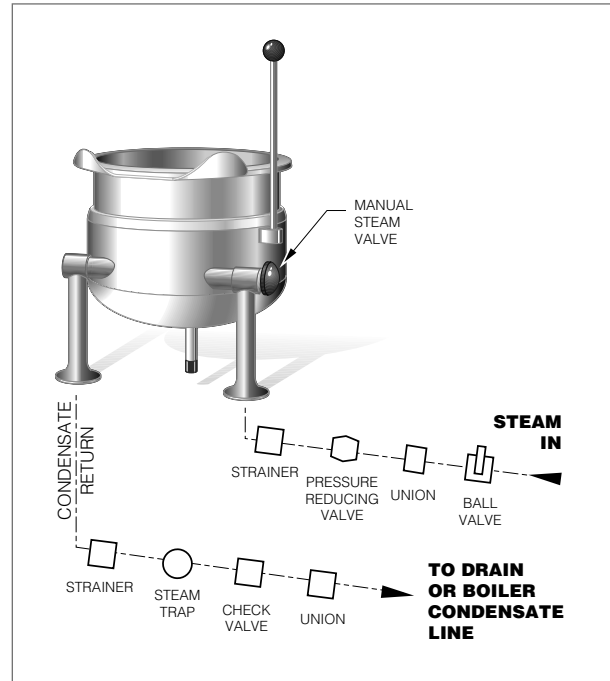 MANUAL
STEAM
VALVE
CONDENSATE
RETURN
STEAM
IN
STRAINER
PRESSURE
REDUCING
VALVE
UNION
BALL
VALVE
STRAINER
STEAM
TRAP
CHECK
VALVE
UNION
TO DRAIN
OR BOILER
CONDENSATE
LINE